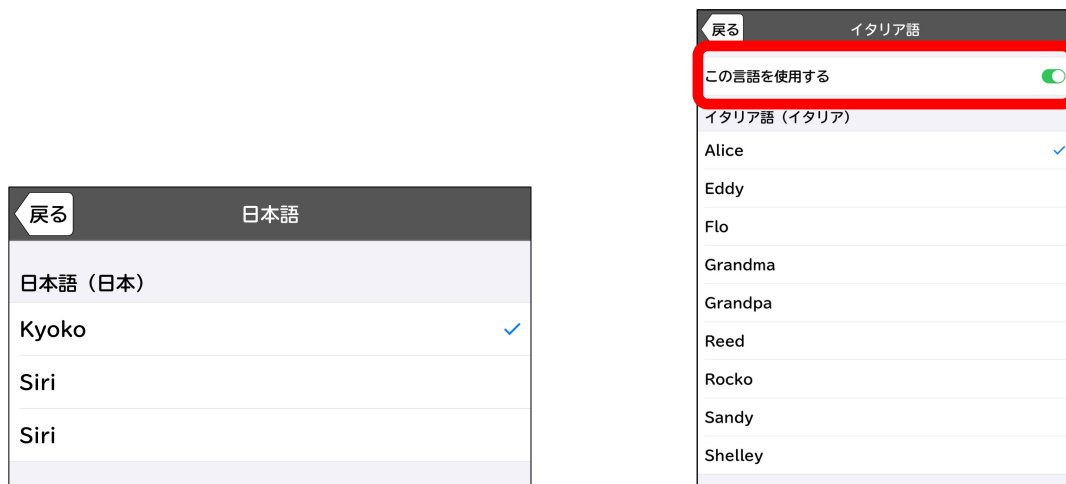 戻る
日本語
日本語（日本）
Kyoko
Siri
Siri
戻る
イタリア語
この言語を使用する
イタリア語（イタリア）
Alice
Eddy
Flo
Grandma
Grandpa
Reed
Rocko
Sandy
Shelley